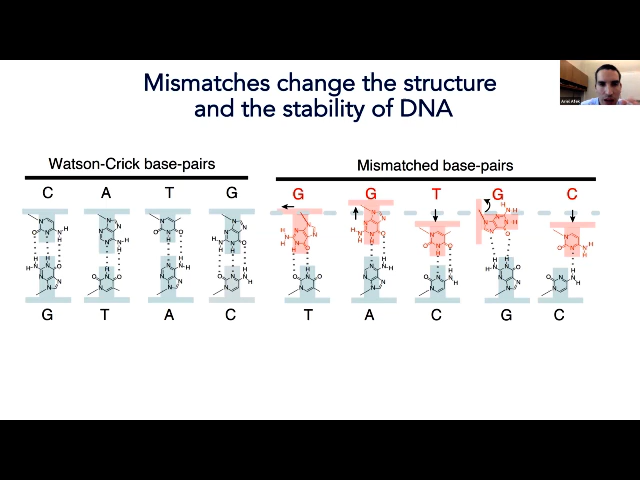 Mismatches change the structure
and the stability of DNA
Watson-Crick base-pairs
Mismatched base-pairs
C A T G G G T G C
G T A C T A C G C